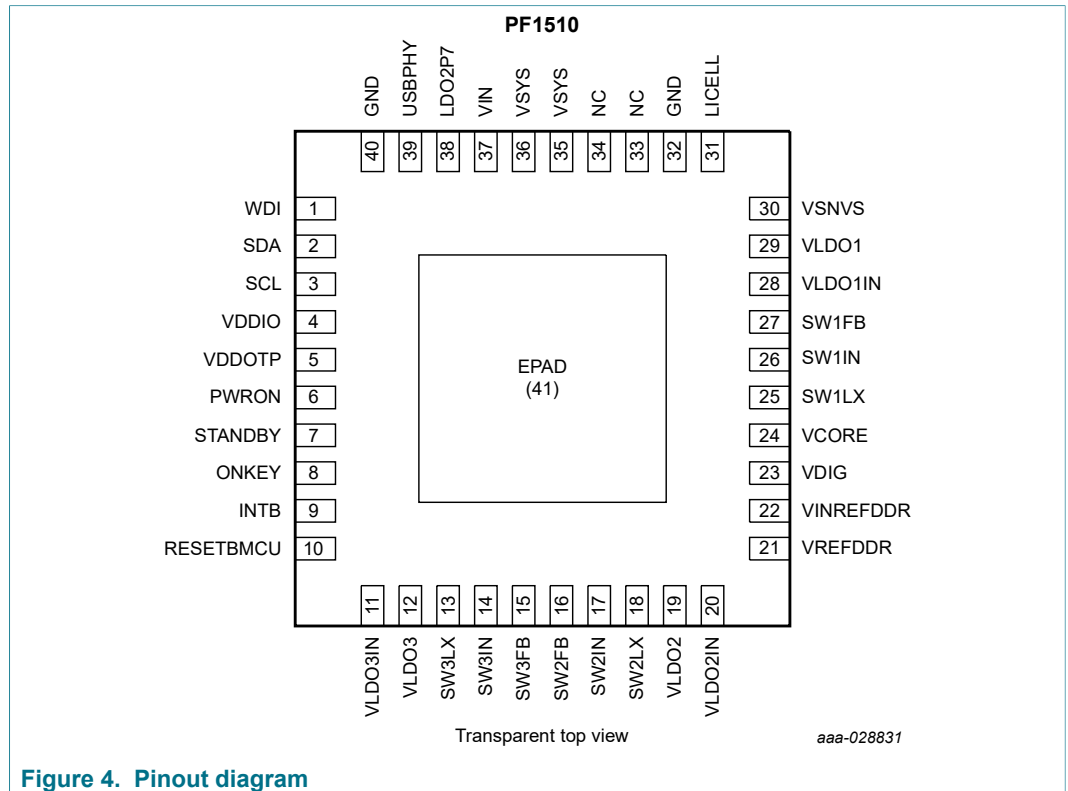 PF1510
GND
USBPHY
LDO2P7
VIN
VSYS
VSYS
NC
NC
GND
LICELL
40
39
38
37
36
35
34
33
32
31
WDI 1
SDA 2
SCL 3
VDDIO 4
VDDOTP 5
PWRON 6
STANDBY 7
ONKEY 8
INTB 9
RESETBMCU 10
EPAD
(41)
30 VSNVS
29 VLDO1
28 VLDO1IN
27 SW1FB
26 SW1IN
25 SW1LX
24 VCORE
23 VDIG
22 VINREFDDR
21 VREFDDR
11
12
13
14
15
16
17
18
19
20
VLDO3IN
VLDO3
SW3LX
SW3IN
SW3FB
SW2FB
SW2IN
SW2LX
VLDO2
VLDO2IN
Transparent top view
aaa-028831
Figure 4. Pinout diagram